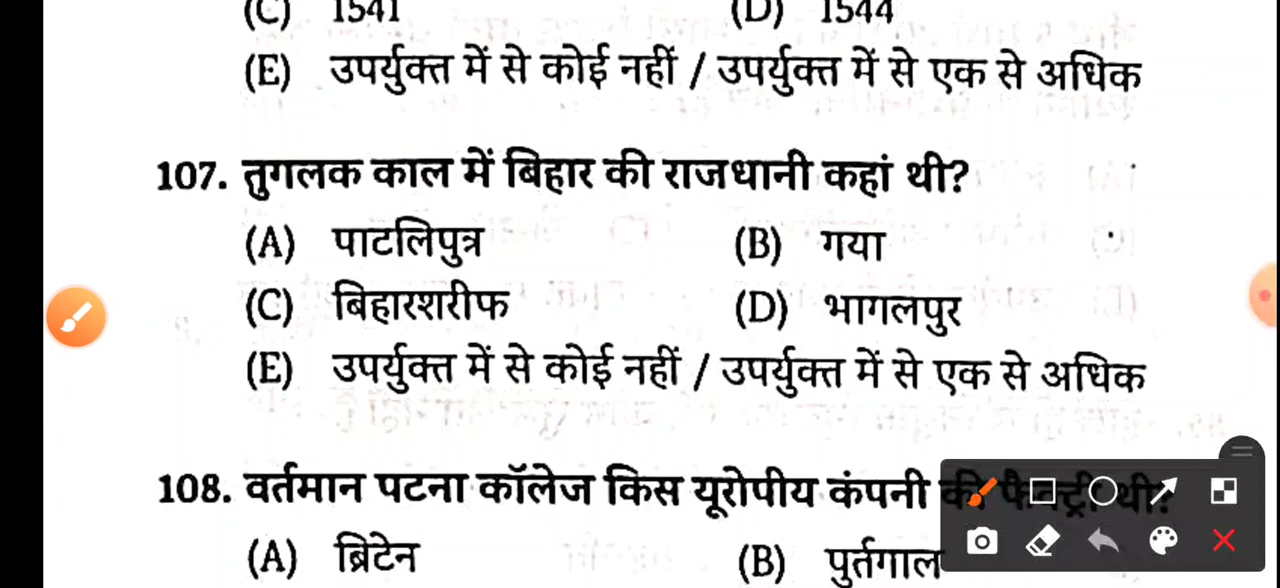 (C) 1541 (D) 1544
(E) उपर्युक्त में से कोई नहीं / उपर्युक्त में से एक से अधिक
107. तुगलक काल में बिहार की राजधानी कहां थी?
(A) पाटलिपुत्र (B) गया
(C) बिहारशरीफ (D) भागलपुर
(E) उपर्युक्त में से कोई नहीं / उपर्युक्त में से एक से अधिक
108. वर्तमान पटना कॉलेज किस यूरोपीय कंपनी की फैक्ट्री थी?
(A) ब्रिटेन (B) पुर्तगाल